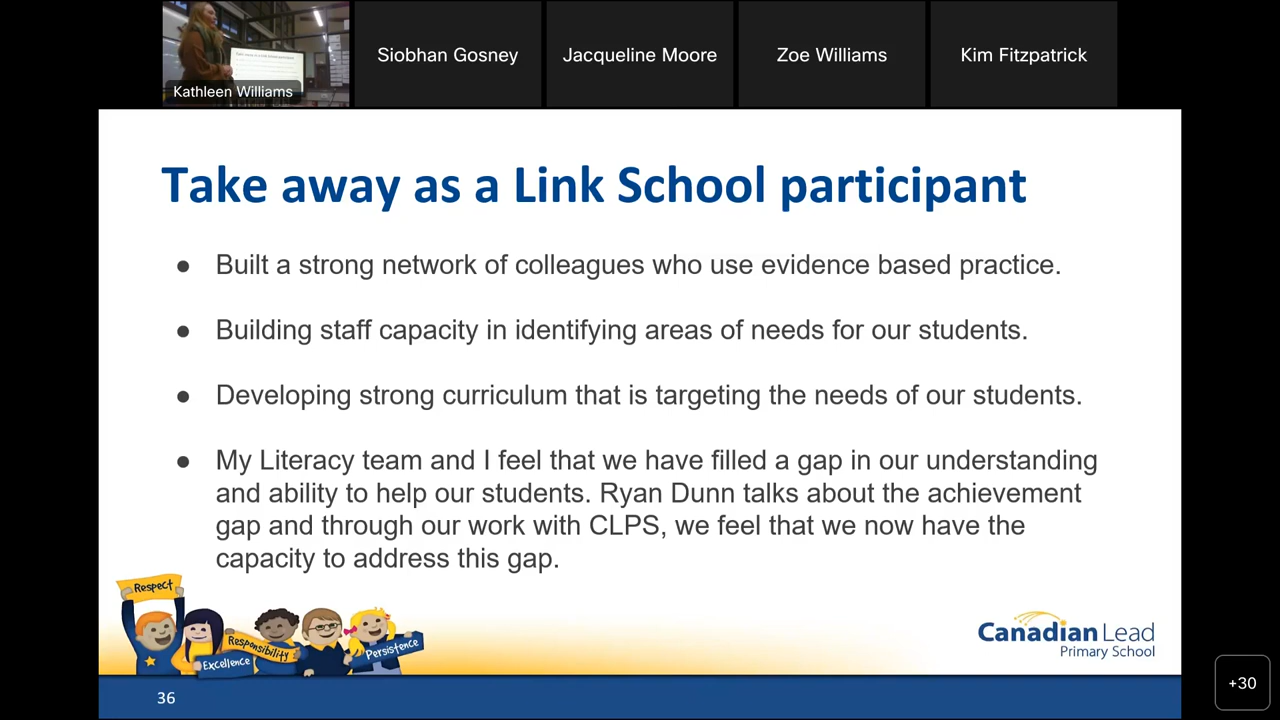 Kathleen Williams
Siobhan Gosney
Jacqueline Moore
Zoe Williams
Kim Fitzpatrick
Take away as a Link School participant
● Built a strong network of colleagues who use evidence based practice.
● Building staff capacity in identifying areas of needs for our students.
● Developing strong curriculum that is targeting the needs of our students.
● My Literacy team and I feel that we have filled a gap in our understanding
and ability to help our students. Ryan Dunn talks about the achievement
gap and through our work with CLPS, we feel that we now have the
capacity to address this gap.
Respect
Excellence
Responsibility
Persistence
Canadian Lead
Primary School
36
+30